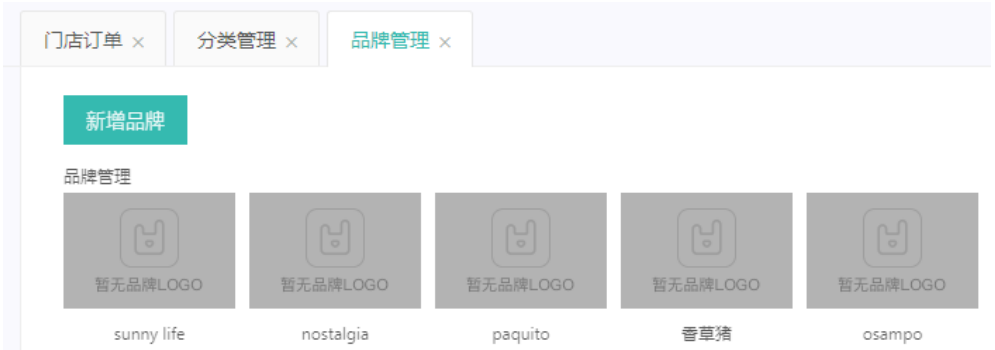 门店订单 × 分类管理 × 品牌管理 ×
新增品牌
品牌管理
暂无品牌LOGO 暂无品牌LOGO 暂无品牌LOGO 暂无品牌LOGO 暂无品牌LOGO
sunny life nostalgia paquito 香草猪 osampo